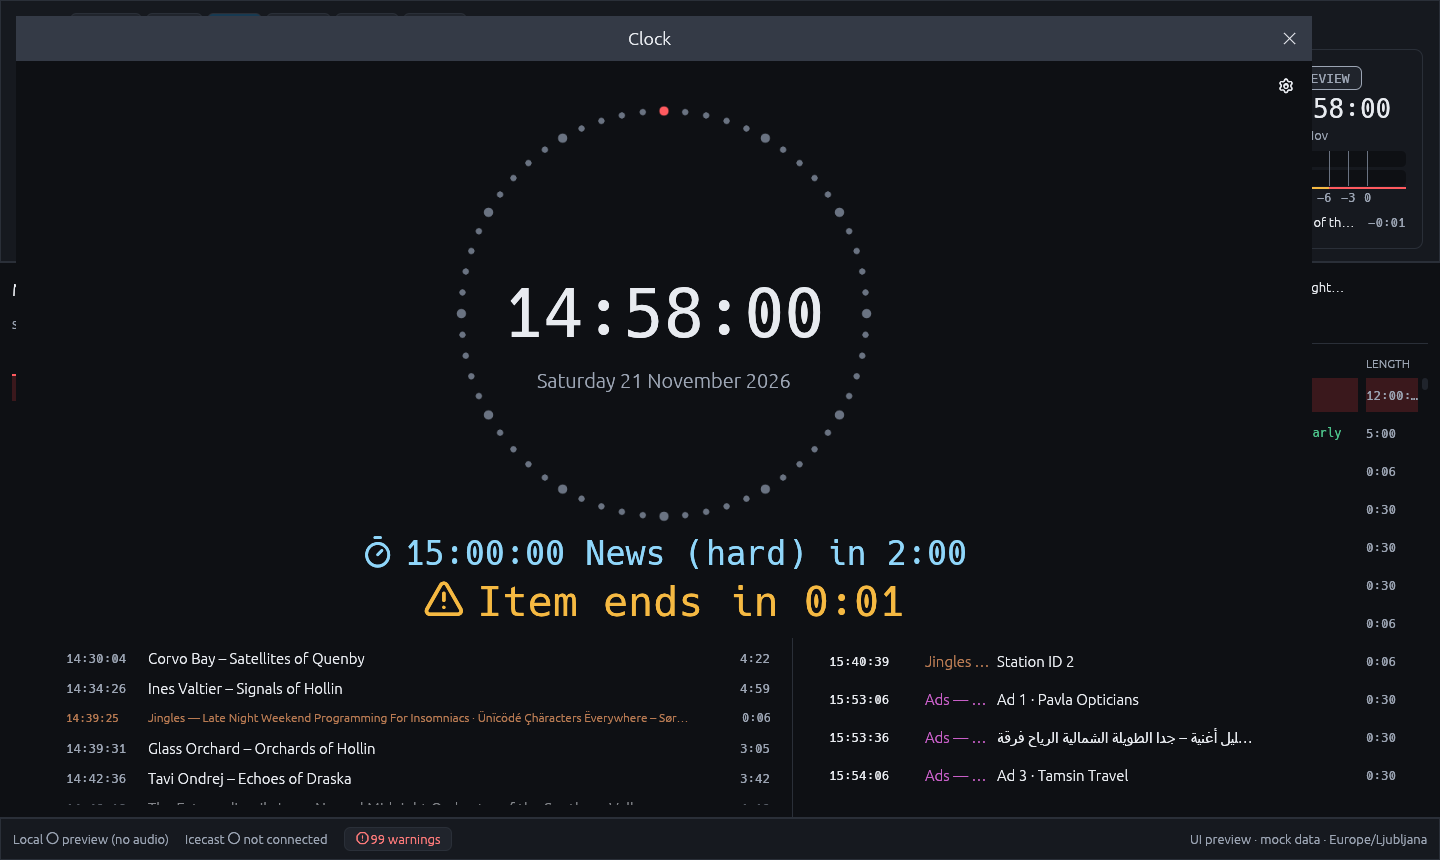 Clock
EVIEW
58:00
-6 -3 0
of th… -0:01
14:58:00
Saturday 21 November 2026
ght…
LENGTH
12:00:…
arly 5:00
0:06
0:30
0:30
0:30
0:06
0:06
0:30
0:30
0:30
15:00:00 News (hard) in 2:00
Item ends in 0:01
14:30:04 Corvo Bay – Satellites of Quenby 4:22
14:34:26 Ines Valtier – Signals of Hollin 4:59
14:39:25 Jingles — Late Night Weekend Programming For Insomniacs · Ünïcödé Çhäracters Ëverywhere – Sør… 0:06
14:39:31 Glass Orchard – Orchards of Hollin 3:05
14:42:36 Tavi Ondrej – Echoes of Draska 3:42
15:40:39 Jingles … Station ID 2
15:53:06 Ads — … Ad 1 · Pavla Opticians
15:53:36 Ads — … فرقة الرياح الشمالية الطويلة جدا – أغنية ليل…
15:54:06 Ads — … Ad 3 · Tamsin Travel
Local preview (no audio) Icecast not connected 99 warnings
UI preview · mock data · Europe/Ljubljana